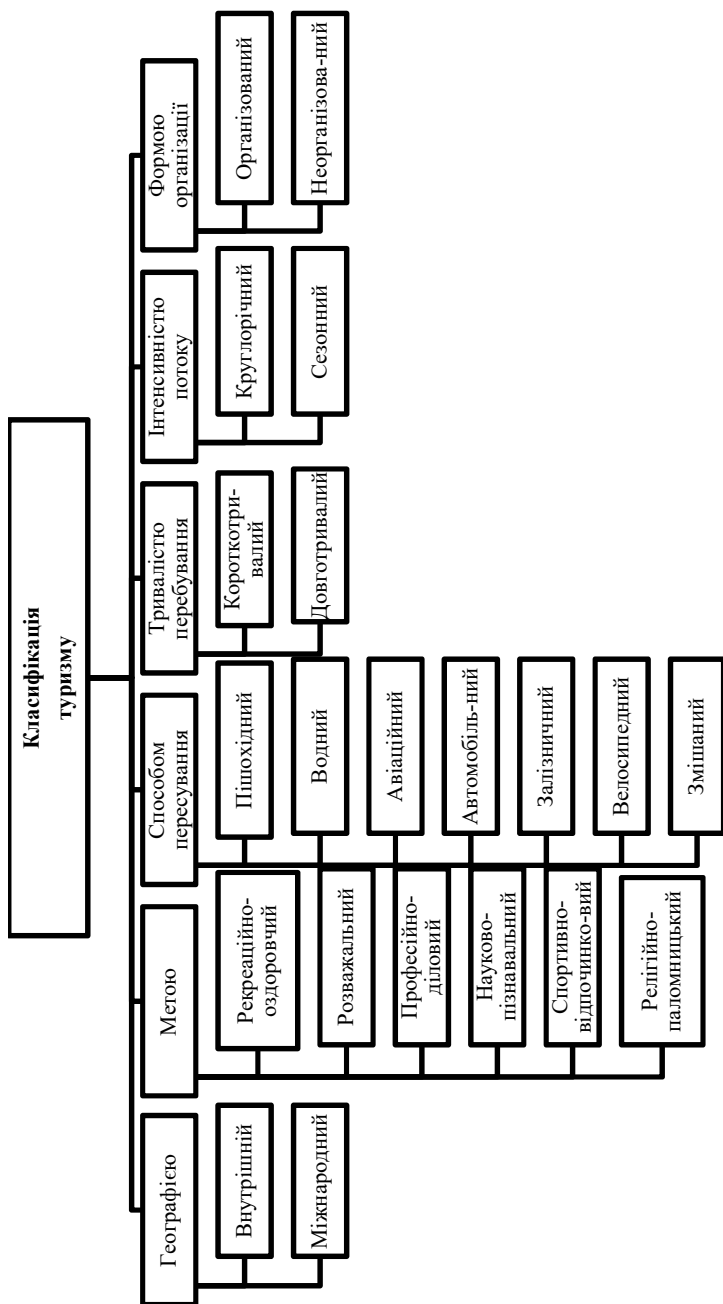 Класифікація
туризму
Географією
Внутрішній
Міжнародний
Метою
Рекреаційно-
оздоровчий
Розважальний
Професійно-
діловий
Науково-
пізнавальний
Спортивно-
відпочинко-вий
Релігійно-
паломницький
Способом
пересування
Пішохідний
Водний
Авіаційний
Автомобіль-ний
Залізничний
Велосипедний
Змішаний
Тривалістю
перебування
Короткотри-
валий
Довготривалий
Інтенсивністю
потоку
Круглорічний
Сезонний
Формою
організації
Організований
Неорганізова-ний